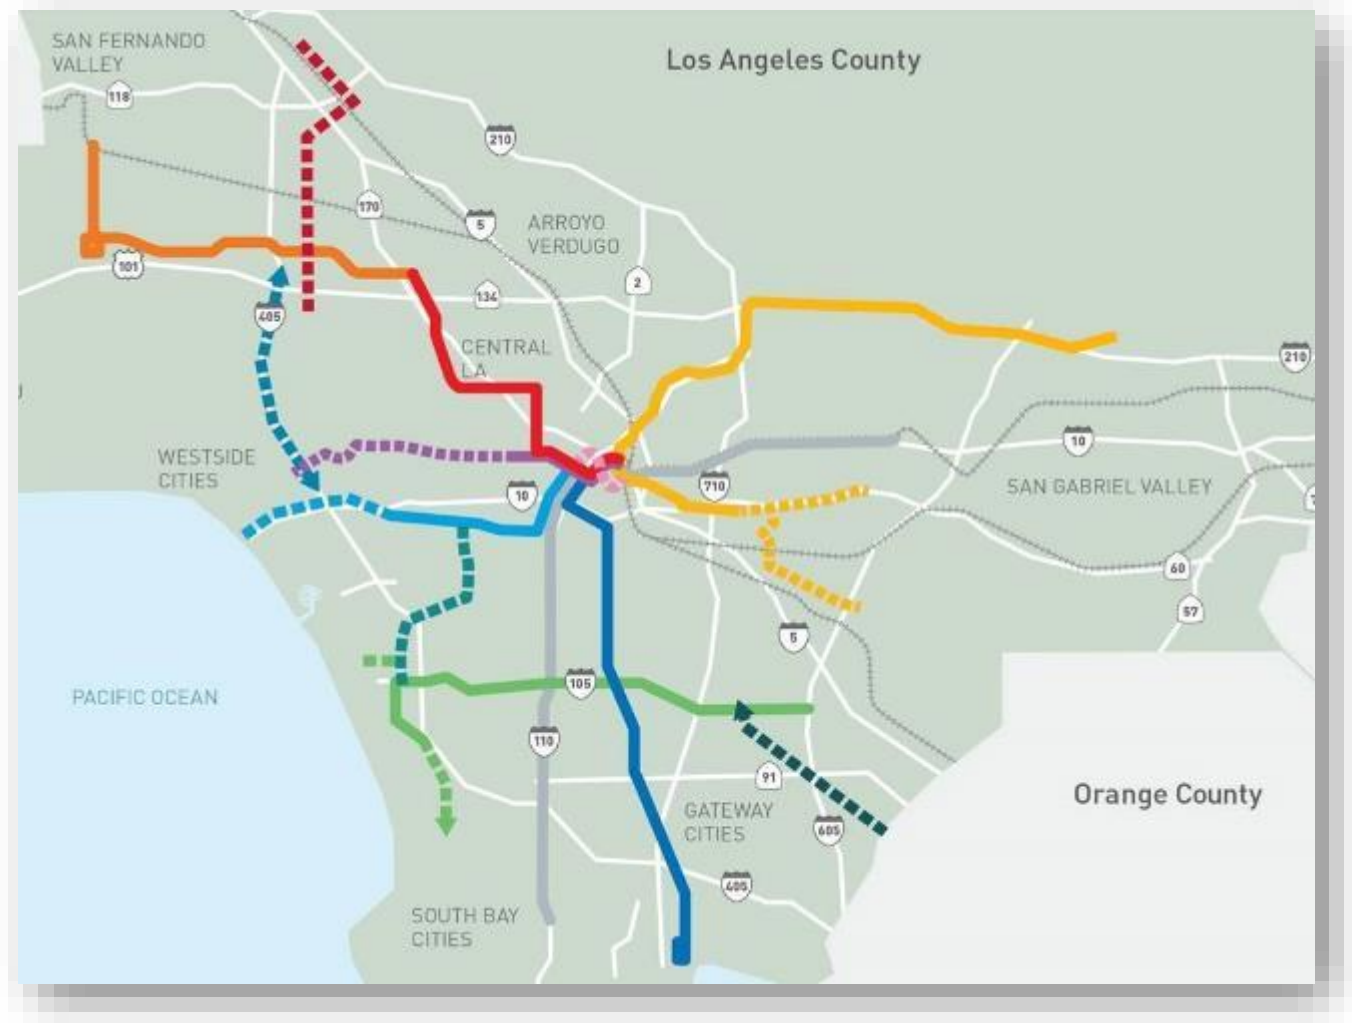 SAN FERNANDO
VALLEY
Los Angeles County
118
210
170
5
ARROYO
VERDUGO
101
2
134
405
CENTRAL
LA
210
WESTSIDE
CITIES
10
10
710
SAN GABRIEL VALLEY
60
57
5
105
PACIFIC OCEAN
110
91
Orange County
GATEWAY
CITIES
605
405
SOUTH BAY
CITIES